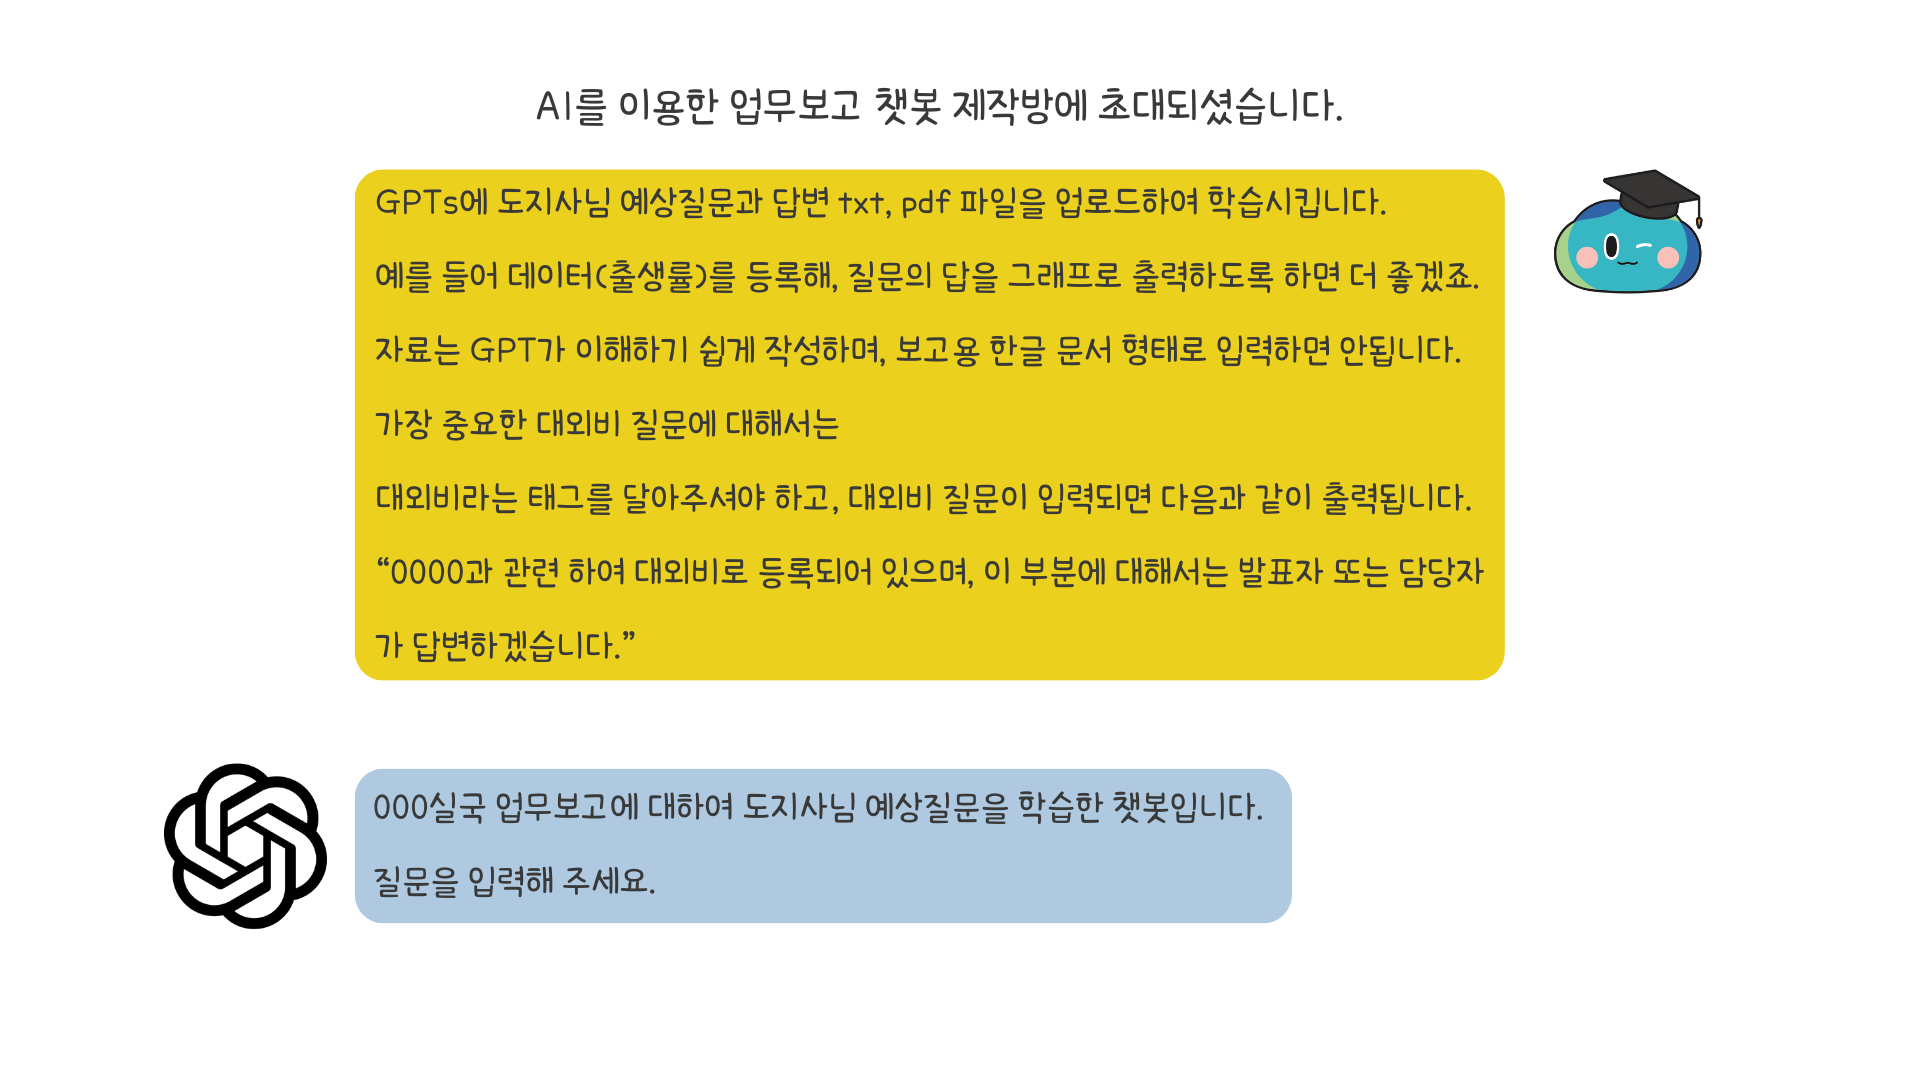 AI를 이용한 업무보고 챗봇 제작방에 초대되셨습니다.
GPTs에 도지사님 예상질문과 답변 txt, pdf 파일을 업로드하여 학습시킵니다.
예를 들어 데이터(출생률)를 등록해, 질문의 답을 그래프로 출력하도록 하면 더 좋겠죠.
자료는 GPT가 이해하기 쉽게 작성하며, 보고용 한글 문서 형태로 입력하면 안됩니다.
가장 중요한 대외비 질문에 대해서는
대외비라는 태그를 달아주셔야 하고, 대외비 질문이 입력되면 다음과 같이 출력됩니다.
“0000과 관련 하여 대외비로 등록되어 있으며, 이 부분에 대해서는 발표자 또는 담당자
가 답변하겠습니다.”
000실국 업무보고에 대하여 도지사님 예상질문을 학습한 챗봇입니다.
질문을 입력해 주세요.